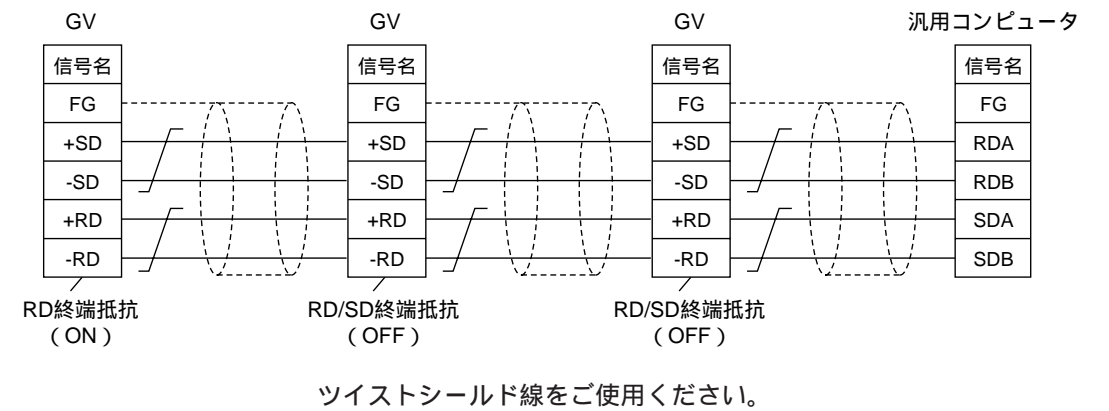 GV GV GV 汎用コンピュータ
信号名 信号名 信号名 信号名
FG FG FG FG
+SD +SD +SD RDA
-SD -SD -SD RDB
+RD +RD +RD SDA
-RD -RD -RD SDB
RD終端抵抗 RD/SD終端抵抗 RD/SD終端抵抗
（ON） （OFF） （OFF）
ツイストシールド線をご使用ください。